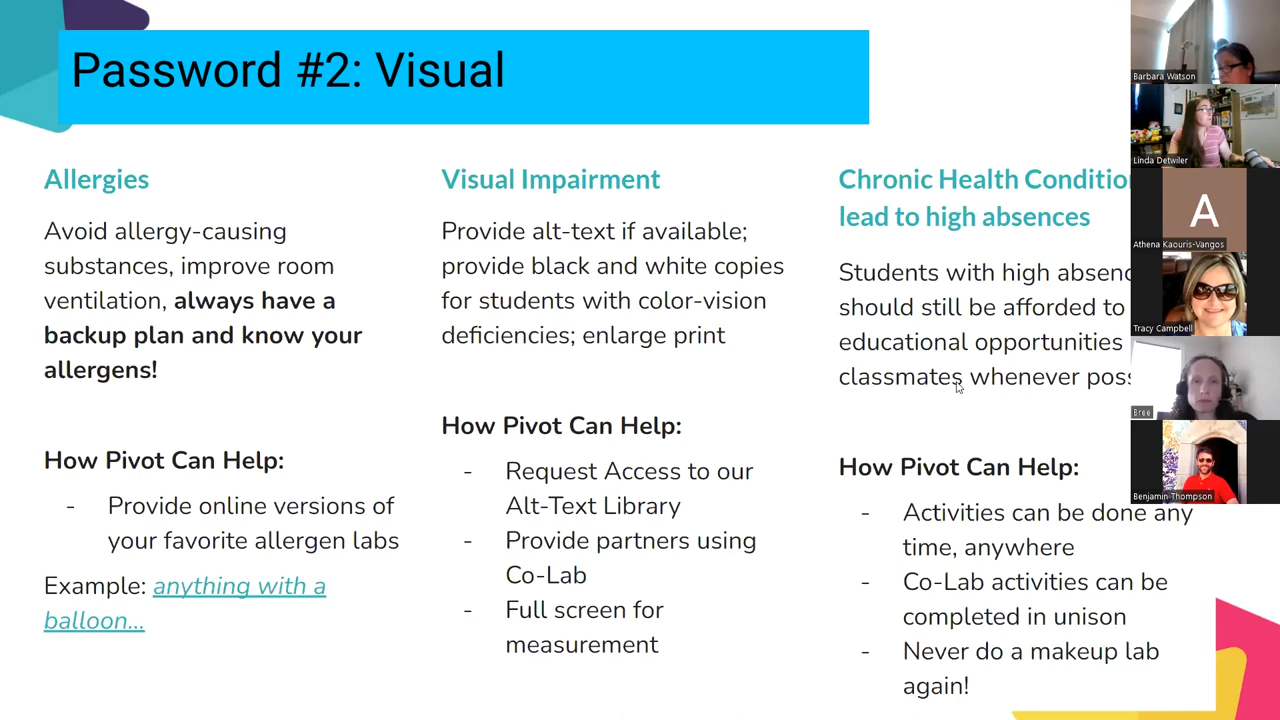 Password #2: Visual
Allergies
Avoid allergy-causing
substances, improve room
ventilation, always have a
backup plan and know your
allergens!
How Pivot Can Help:
- Provide online versions of
your favorite allergen labs
Example: anything with a
balloon...
Visual Impairment
Provide alt-text if available;
provide black and white copies
for students with color-vision
deficiencies; enlarge print
How Pivot Can Help:
- Request Access to our
Alt-Text Library
- Provide partners using
Co-Lab
- Full screen for
measurement
Chronic Health
lead to high absences
Students with high
should still be afforded to
educational opportunities
classmates whenever
How Pivot Can Help:
- Activities can be done any
time, anywhere
- Co-Lab activities can be
completed in unison
- Never do a makeup lab
again!
Barbara Watson
Linda Detwiler
A
Athena Kaouris-Vangos
Tracy Campbell
Bree
Benjamin Thompson